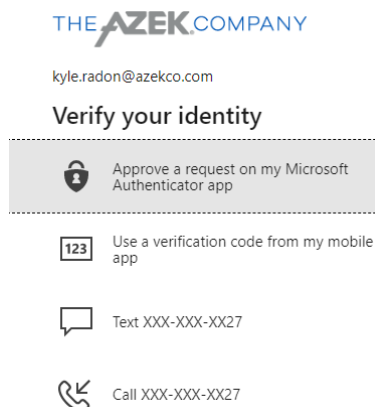 THE AZEK COMPANY
kyle.radon@azekco.com
Verify your identity
Approve a request on my Microsoft
Authenticator app
123
Use a verification code from my mobile
app
Text XXX-XXX-XX27
Call XXX-XXX-XX27